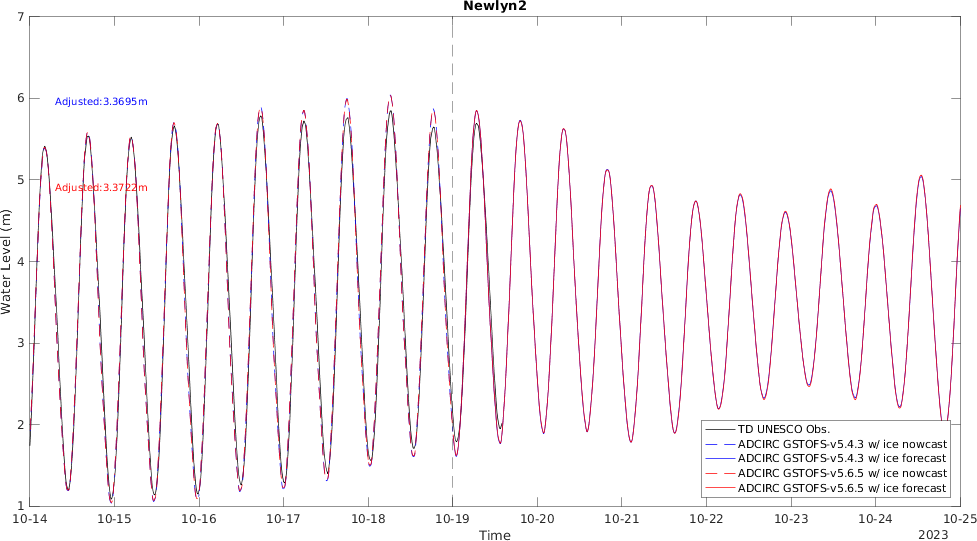 Newlyn2
7
6
5
4
3
2
1
Water Level (m)
Adjusted:3.3695m
Adjusted:3.3722m
TD UNESCO Obs.
ADCIRC GSTOFS-v5.4.3 w/ ice nowcast
ADCIRC GSTOFS-v5.4.3 w/ ice forecast
ADCIRC GSTOFS-v5.6.5 w/ ice nowcast
ADCIRC GSTOFS-v5.6.5 w/ ice forecast
10-14 10-15 10-16 10-17 10-18 10-19 10-20 10-21 10-22 10-23 10-24 10-25
Time
2023